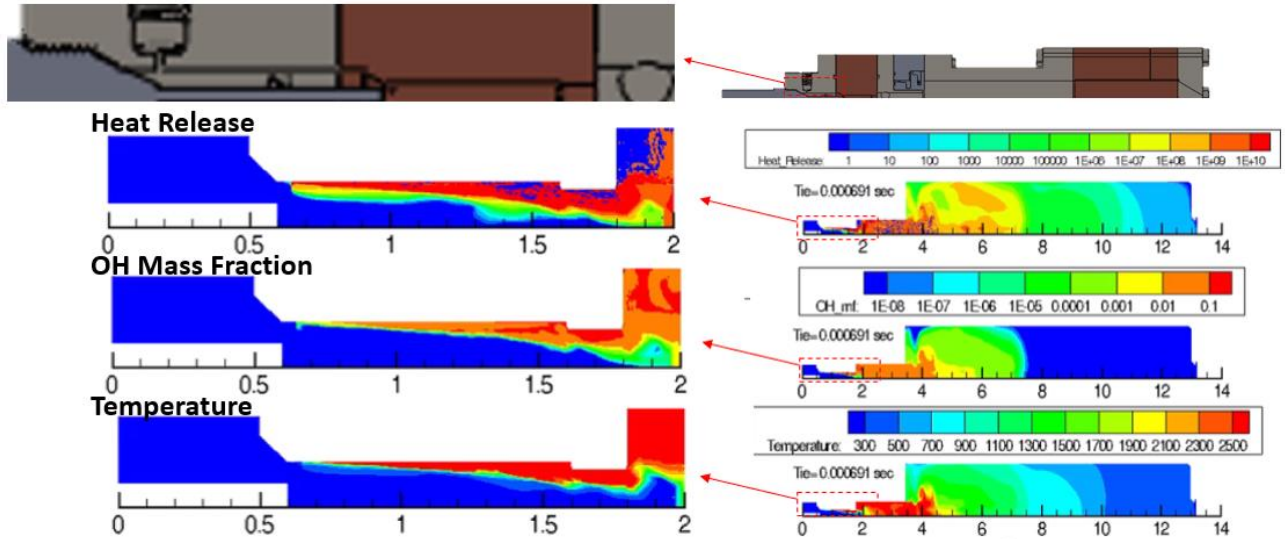 Heat Release
0 0.5 1 1.5 2
OH Mass Fraction
0 0.5 1 1.5 2
Temperature
0 0.5 1 1.5 2
Heat_Release: 1 10 100 1000 10000 100000 1E+06 1E+07 1E+08 1E+09 1E+10
Tie= 0.000691 sec
0 2 4 6 8 10 12 14
OH_mf: 1E-08 1E-07 1E-06 1E-05 0.0001 0.001 0.01 0.1
Tie= 0.000691 sec
0 2 4 6 8 10 12 14
Temperature: 300 500 700 900 1100 1300 1500 1700 1900 2100 2300 2500
Tie= 0.000691 sec
0 2 4 6 8 10 12 14